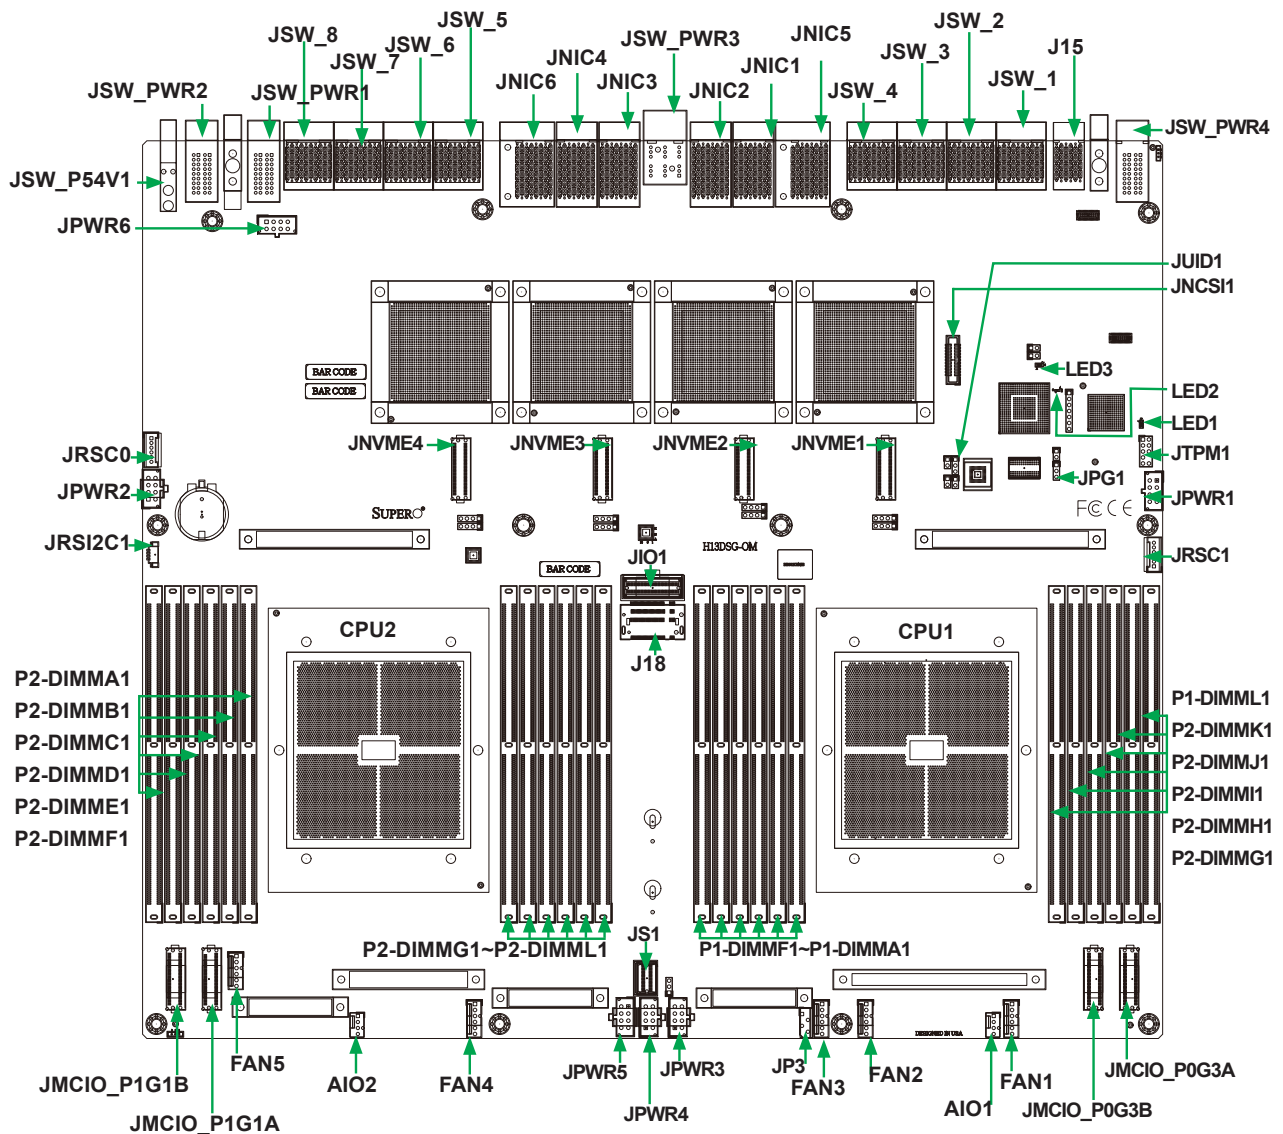 JSW_2
JSW_5
JSW_8
JSW_6
JSW_PWR3
JNIC5
JSW_3
J15
JSW_7
JNIC4
JNIC1
JNIC6
JNIC3
JNIC2
JSW_4
JSW_1
JSW_PWR2
JSW_PWR1
JSW_PWR4
JSW_P54V1
JPWR6
JUID1
JNCSI1
LED3
BAR CODE
BAR CODE
LED2
LED1
JNVME4
JNVME3
JNVME2
JNVME1
JRSC0
JTPM1
JPG1
JPWR2
JPWR1
SUPERO
FC CE
JRSI2C1
H13DSG-OM
JIO1
JRSC1
BAR CODE
CPU2
CPU1
J18
P2-DIMMA1
P2-DIMMB1
P2-DIMMC1
P2-DIMMD1
P2-DIMME1
P2-DIMMF1
P1-DIMML1
P2-DIMMK1
P2-DIMMJ1
P2-DIMMI1
P2-DIMMH1
P2-DIMMG1
P2-DIMMG1~P2-DIMML1
JS1
P1-DIMMF1~P1-DIMMA1
DESIGNED IN USA
FAN5
JMCIO_P1G1B
AIO2
FAN4
JPWR5
JPWR3
JP3
FAN3
FAN2
FAN1
JMCIO_P0G3A
JMCIO_P1G1A
JPWR4
AIO1
JMCIO_P0G3B